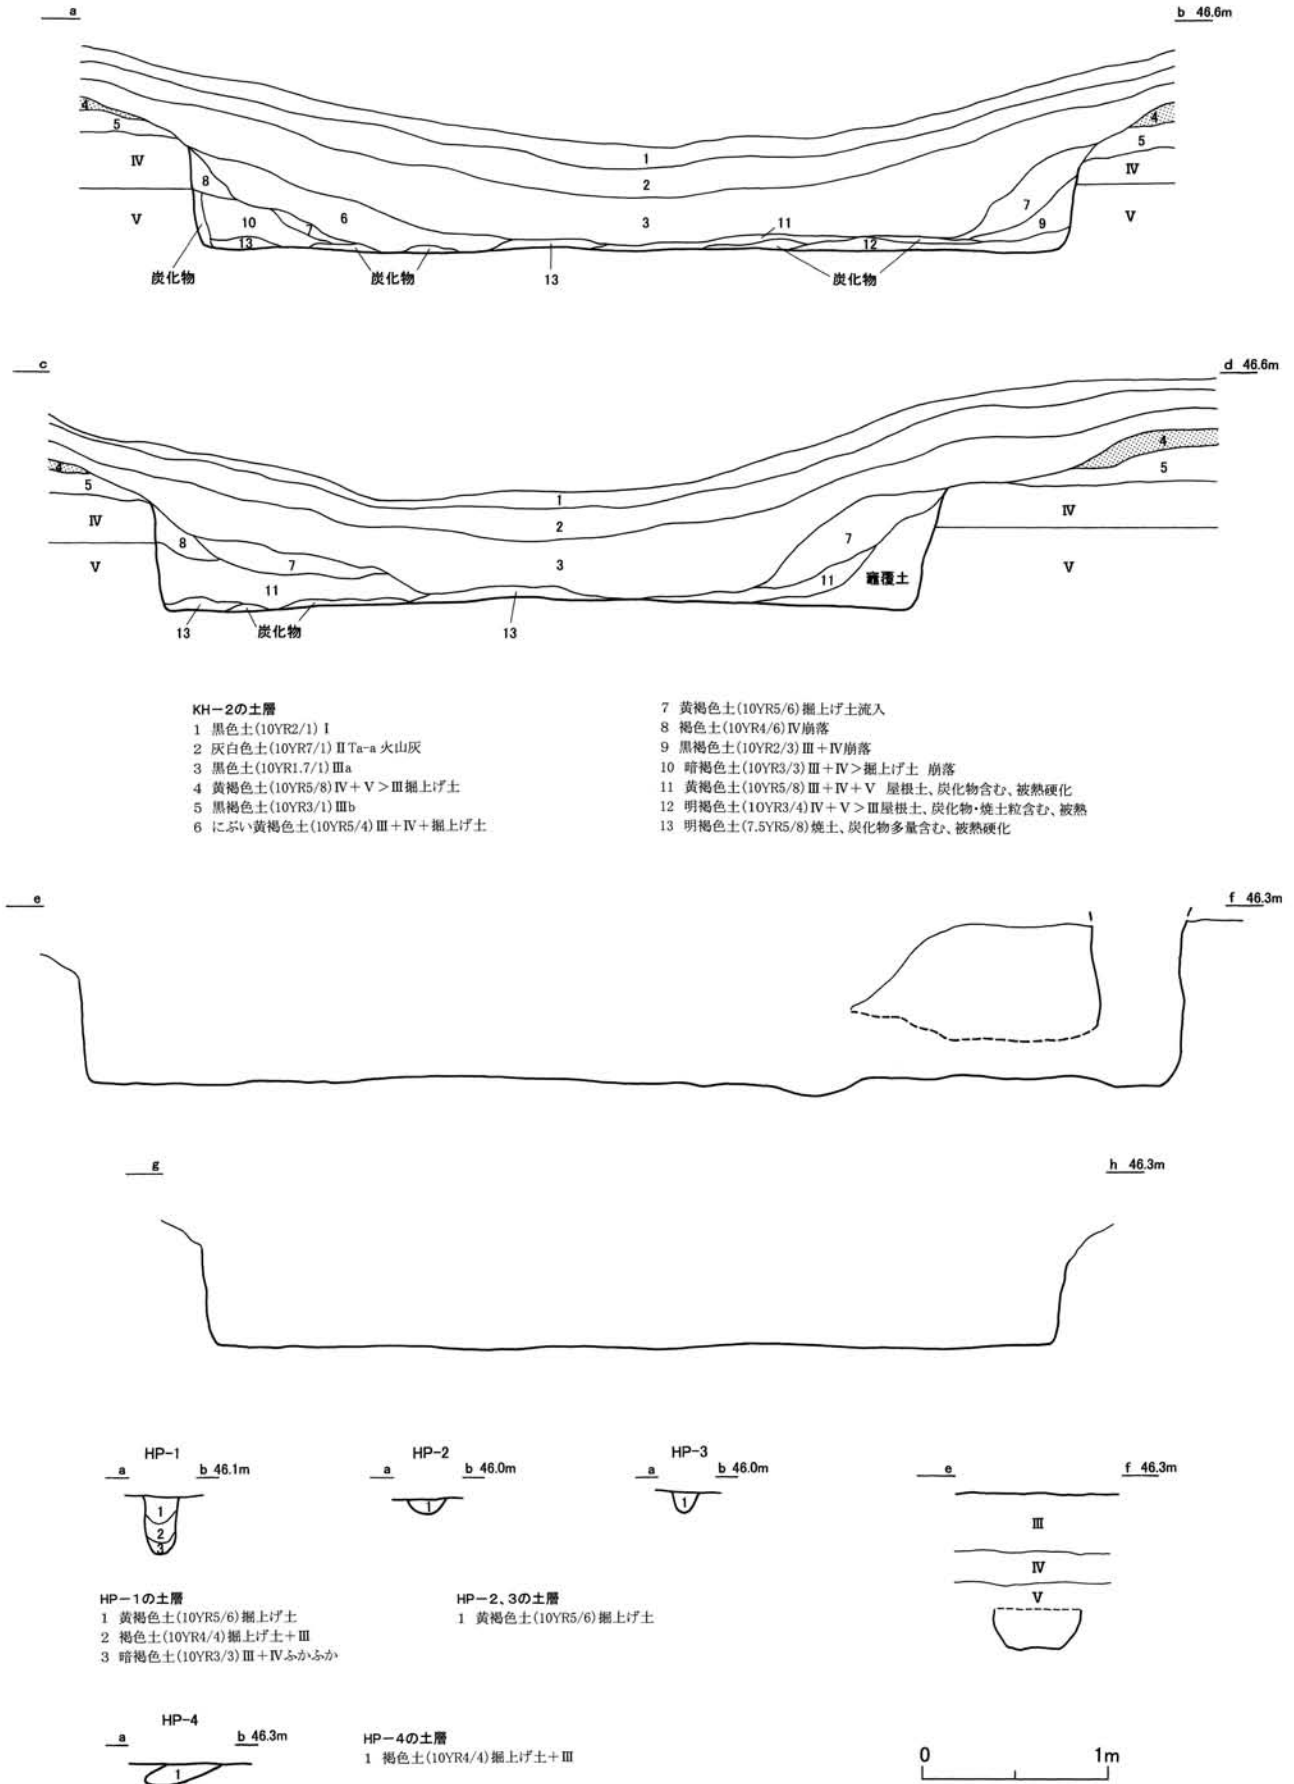 a
b 46.6m
4
5
Ⅳ
Ⅴ
8
10
13
7
6
1
2
3
11
12
7
9
4
5
Ⅳ
Ⅴ
炭化物
炭化物
13
炭化物
c
d 46.6m
4
5
Ⅳ
Ⅴ
8
7
11
1
2
3
7
11
竈覆土
4
5
Ⅳ
Ⅴ
13
炭化物
13
KH-2の土層
1 黒色土(10YR2/1) Ⅰ
2 灰白色土(10YR7/1) Ⅱ Ta-a 火山灰
3 黒色土(10YR1.7/1) Ⅲa
4 黄褐色土(10YR5/8) Ⅳ+Ⅴ>Ⅲ掘上げ土
5 黒褐色土(10YR3/1) Ⅲb
6 にぶい黄褐色土(10YR5/4) Ⅲ+Ⅳ+掘上げ土
7 黄褐色土(10YR5/6) 掘上げ土流入
8 褐色土(10YR4/6) Ⅳ崩落
9 黒褐色土(10YR2/3) Ⅲ+Ⅳ崩落
10 暗褐色土(10YR3/3) Ⅲ+Ⅳ>掘上げ土 崩落
11 黄褐色土(10YR5/8) Ⅲ+Ⅳ+Ⅴ 屋根土、炭化物含む、被熱硬化
12 明褐色土(10YR3/4) Ⅳ+Ⅴ>Ⅲ屋根土、炭化物・焼土粒含む、被熱
13 明褐色土(7.5YR5/8) 焼土、炭化物多量含む、被熱硬化
e
f 46.3m
g
h 46.3m
HP-1
a
b 46.1m
1
2
3
HP-2
a
b 46.0m
1
HP-3
a
b 46.0m
1
e
f 46.3m
Ⅲ
Ⅳ
Ⅴ
HP-1の土層
1 黄褐色土(10YR5/6) 掘上げ土
2 褐色土(10YR4/4) 掘上げ土+Ⅲ
3 暗褐色土(10YR3/3) Ⅲ+Ⅳふかふか
HP-2、3の土層
1 黄褐色土(10YR5/6) 掘上げ土
HP-4
a
b 46.3m
1
HP-4の土層
1 褐色土(10YR4/4) 掘上げ土+Ⅲ
0
1m